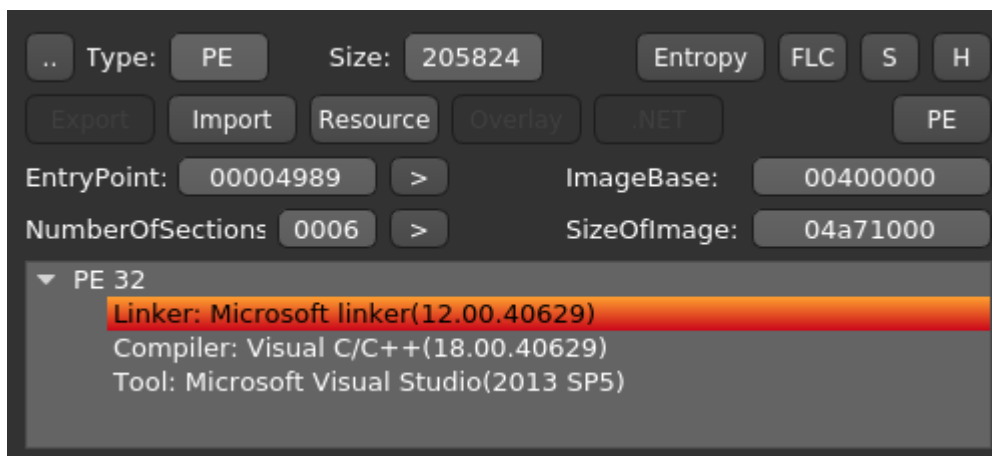 .. Type: PE Size: 205824 Entropy FLC S H
Export Import Resource Overlay .NET PE
EntryPoint: 00004989 > ImageBase: 00400000
NumberOfSections 0006 > SizeOfImage: 04a71000
PE 32
Linker: Microsoft linker(12.00.40629)
Compiler: Visual C/C++(18.00.40629)
Tool: Microsoft Visual Studio(2013 SP5)